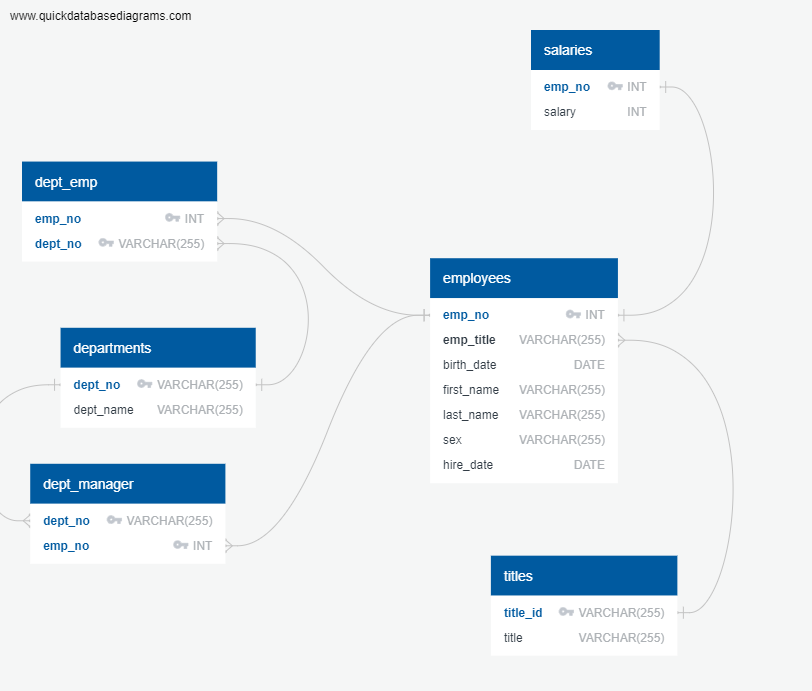 www.quickdatabasediagrams.com
salaries
emp_no INT
salary INT
dept_emp
emp_no INT
dept_no VARCHAR(255)
employees
emp_no INT
emp_title VARCHAR(255)
birth_date DATE
first_name VARCHAR(255)
last_name VARCHAR(255)
sex VARCHAR(255)
hire_date DATE
departments
dept_no VARCHAR(255)
dept_name VARCHAR(255)
dept_manager
dept_no VARCHAR(255)
emp_no INT
titles
title_id VARCHAR(255)
title VARCHAR(255)